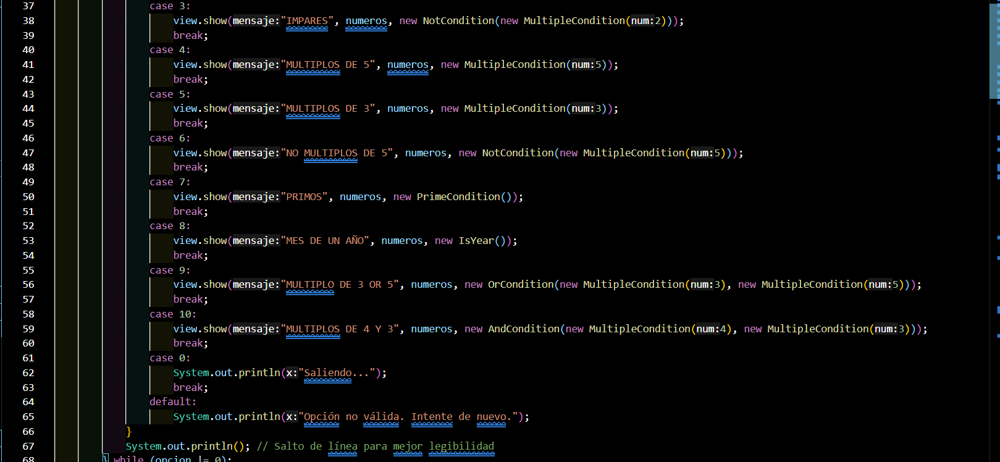 37 case 3:
38 view.show(mensaje:"IMPARES", numeros, new NotCondition(new MultipleCondition(num:2)));
39 break;
40 case 4:
41 view.show(mensaje:"MULTIPLOS DE 5", numeros, new MultipleCondition(num:5));
42 break;
43 case 5:
44 view.show(mensaje:"MULTIPLOS DE 3", numeros, new MultipleCondition(num:3));
45 break;
46 case 6:
47 view.show(mensaje:"NO MULTIPLOS DE 5", numeros, new NotCondition(new MultipleCondition(num:5)));
48 break;
49 case 7:
50 view.show(mensaje:"PRIMOS", numeros, new PrimeCondition());
51 break;
52 case 8:
53 view.show(mensaje:"MES DE UN AÑO", numeros, new IsYear());
54 break;
55 case 9:
56 view.show(mensaje:"MULTIPLO DE 3 OR 5", numeros, new OrCondition(new MultipleCondition(num:3), new MultipleCondition(num:5)));
57 break;
58 case 10:
59 view.show(mensaje:"MULTIPLOS DE 4 Y 3", numeros, new AndCondition(new MultipleCondition(num:4), new MultipleCondition(num:3)));
60 break;
61 case 0:
62 System.out.println(x:"Saliendo...");
63 break;
64 default:
65 System.out.println(x:"Opción no válida. Intente de nuevo.");
66 }
67 System.out.println(); // Salto de línea para mejor legibilidad
68 } while (opcion != 0);